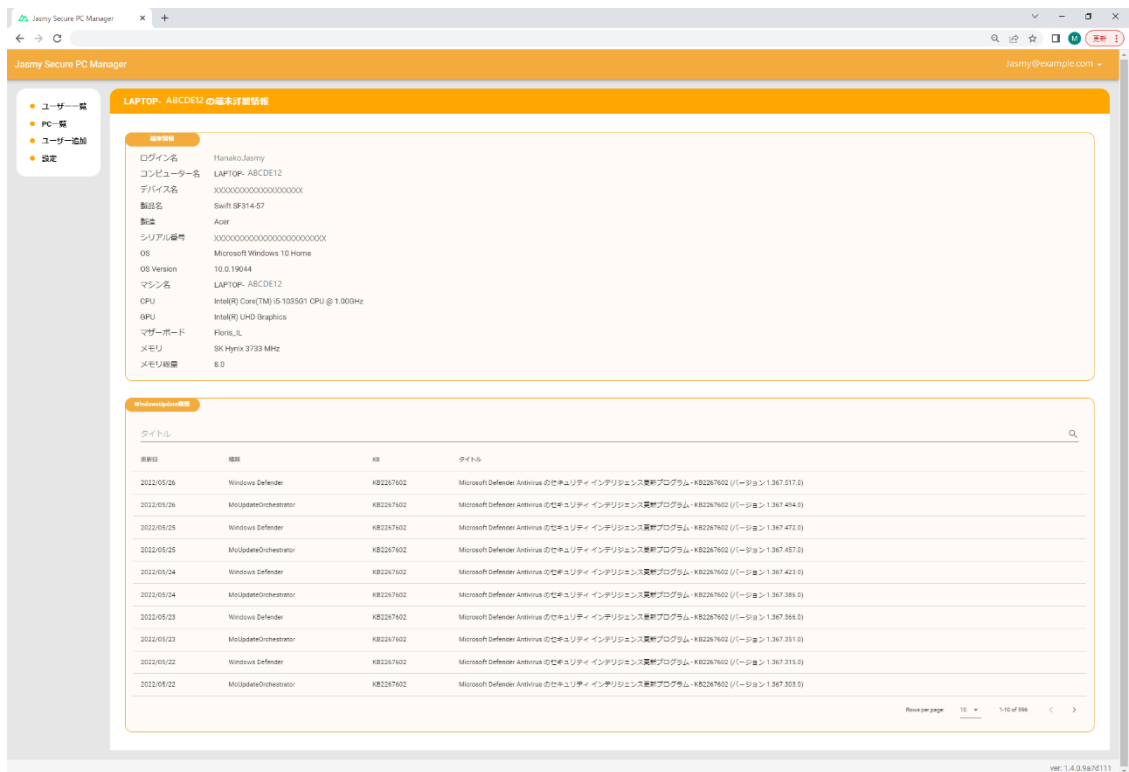 Jasmy Secure PC Manager
更新
Jasmy Secure PC Manager
Jasmy@example.com
ユーザー一覧
PC一覧
ユーザー追加
設定
LAPTOP- ABCDE12 の端末詳細情報
端末情報
ログイン名 HanakoJasmy
コンピューター名 LAPTOP- ABCDE12
デバイス名 XXXXXXXXXXXXXXXXXXX
製品名 Swift SF314-57
製造 Acer
シリアル番号 XXXXXXXXXXXXXXXXXXXXXXXX
OS Microsoft Windows 10 Home
OS Version 10.0.19044
マシン名 LAPTOP- ABCDE12
CPU Intel(R) Core(TM) i5-1035G1 CPU @ 1.00GHz
GPU Intel(R) UHD Graphics
マザーボード Floris_IL
メモリ SK Hynix 3733 MHz
メモリ総量 8.0
WindowsUpdate履歴
タイトル
更新日 種類 KB タイトル
2022/05/26 Windows Defender KB2267602 Microsoft Defender Antivirus のセキュリティ インテリジェンス更新プログラム - KB2267602 (バージョン 1.367.517.0)
2022/05/26 MoUpdateOrchestrator KB2267602 Microsoft Defender Antivirus のセキュリティ インテリジェンス更新プログラム - KB2267602 (バージョン 1.367.494.0)
2022/05/25 Windows Defender KB2267602 Microsoft Defender Antivirus のセキュリティ インテリジェンス更新プログラム - KB2267602 (バージョン 1.367.472.0)
2022/05/25 MoUpdateOrchestrator KB2267602 Microsoft Defender Antivirus のセキュリティ インテリジェンス更新プログラム - KB2267602 (バージョン 1.367.457.0)
2022/05/24 Windows Defender KB2267602 Microsoft Defender Antivirus のセキュリティ インテリジェンス更新プログラム - KB2267602 (バージョン 1.367.423.0)
2022/05/24 MoUpdateOrchestrator KB2267602 Microsoft Defender Antivirus のセキュリティ インテリジェンス更新プログラム - KB2267602 (バージョン 1.367.386.0)
2022/05/23 Windows Defender KB2267602 Microsoft Defender Antivirus のセキュリティ インテリジェンス更新プログラム - KB2267602 (バージョン 1.367.366.0)
2022/05/23 MoUpdateOrchestrator KB2267602 Microsoft Defender Antivirus のセキュリティ インテリジェンス更新プログラム - KB2267602 (バージョン 1.367.351.0)
2022/05/22 Windows Defender KB2267602 Microsoft Defender Antivirus のセキュリティ インテリジェンス更新プログラム - KB2267602 (バージョン 1.367.315.0)
2022/05/22 MoUpdateOrchestrator KB2267602 Microsoft Defender Antivirus のセキュリティ インテリジェンス更新プログラム - KB2267602 (バージョン 1.367.303.0)
Rows per page: 10 1-10 of 596
ver: 1.4.0.9a7d111